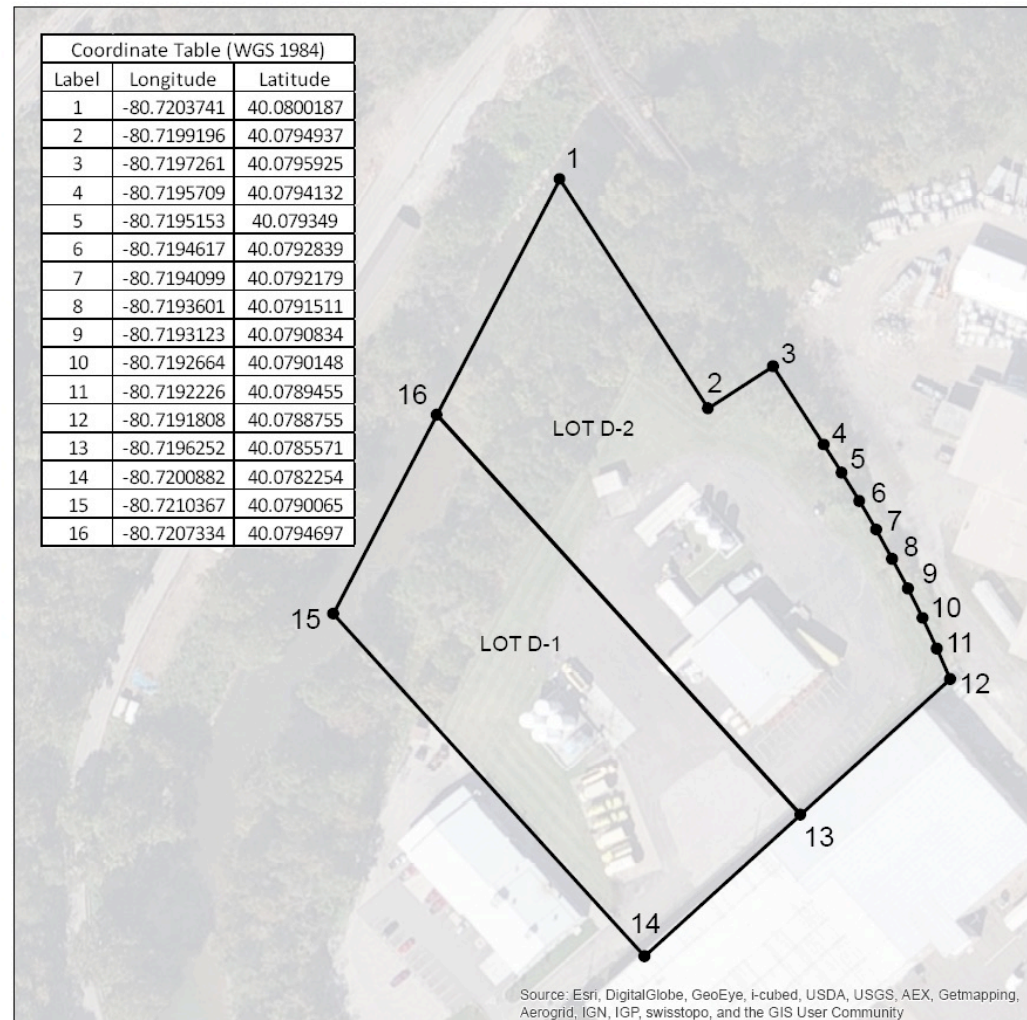 Coordinate Table (WGS 1984)
Label Longitude Latitude
1 -80.7203741 40.0800187
2 -80.7199196 40.0794937
3 -80.7197261 40.0795925
4 -80.7195709 40.0794132
5 -80.7195153 40.079349
6 -80.7194617 40.0792839
7 -80.7194099 40.0792179
8 -80.7193601 40.0791511
9 -80.7193123 40.0790834
10 -80.7192664 40.0790148
11 -80.7192226 40.0789455
12 -80.7191808 40.0788755
13 -80.7196252 40.0785571
14 -80.7200882 40.0782254
15 -80.7210367 40.0790065
16 -80.7207334 40.0794697
1
2
3
16
LOT D-2
4
5
6
7
8
9
10
11
12
15
LOT D-1
13
14
Source: Esri, DigitalGlobe, GeoEye, i-cubed, USDA, USGS, AEX, Getmapping,
Aerogrid, IGN, IGP, swisstopo, and the GIS User Community